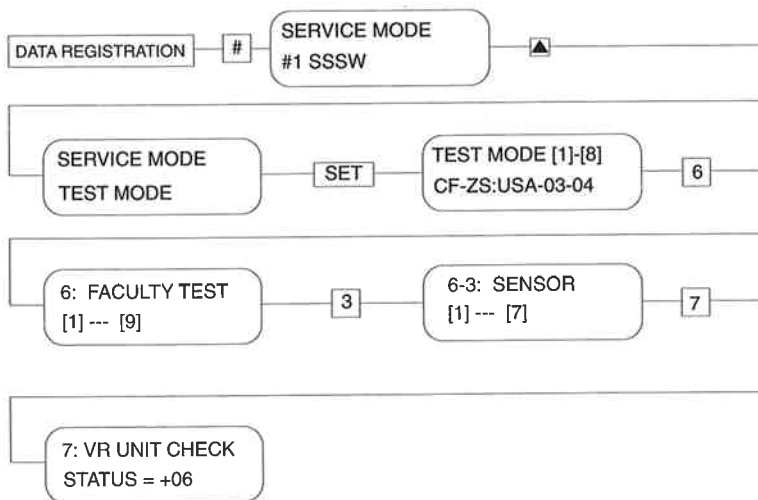 DATA REGISTRATION
#
SERVICE MODE
#1 SSSW
▲
SERVICE MODE
TEST MODE
SET
TEST MODE [1]-[8]
CF-ZS:USA-03-04
6
6: FACULTY TEST
[1] --- [9]
3
6-3: SENSOR
[1] --- [7]
7
7: VR UNIT CHECK
STATUS = +06